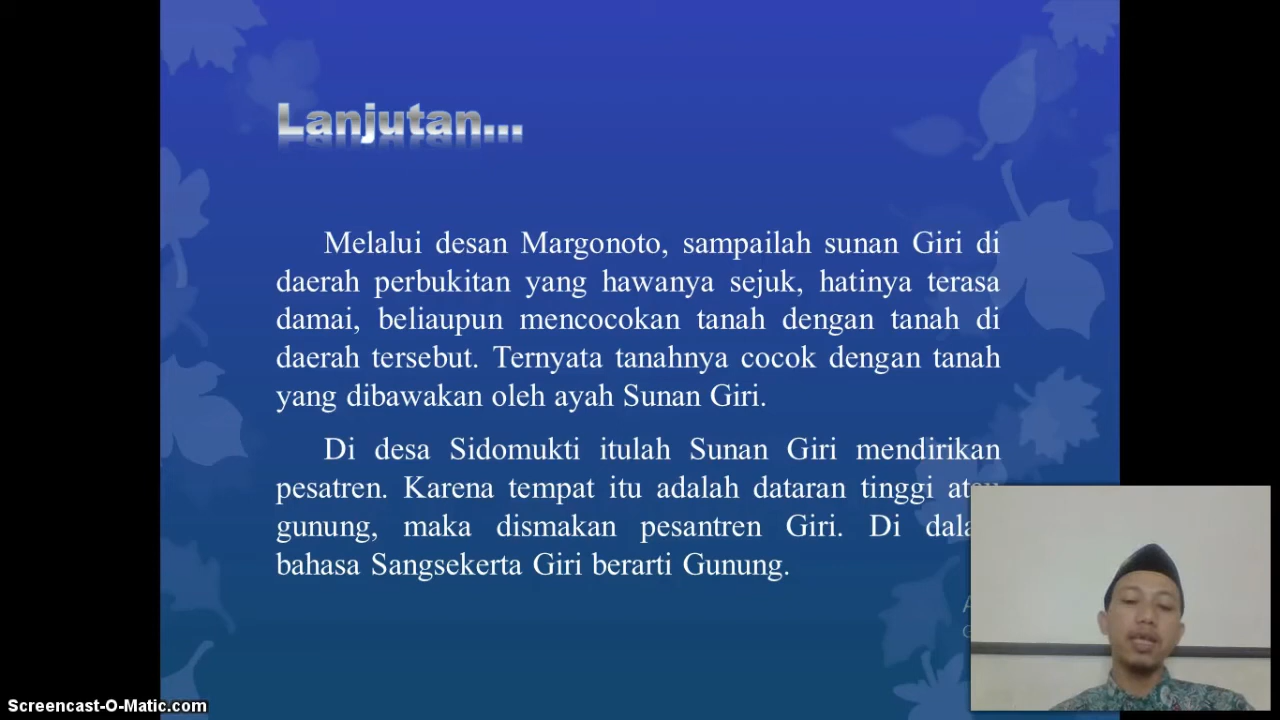 Lanjutan...
Melalui desan Margonoto, sampailah sunan Giri di
daerah perbukitan yang hawanya sejuk, hatinya terasa
damai, beliaupun mencocokan tanah dengan tanah di
daerah tersebut. Ternyata tanahnya cocok dengan tanah
yang dibawakan oleh ayah Sunan Giri.
Di desa Sidomukti itulah Sunan Giri mendirikan
pesatren. Karena tempat itu adalah dataran tinggi atau
gunung, maka dismakan pesantren Giri. Di dala
bahasa Sangsekerta Giri berarti Gunung.
Screencast-O-Matic.com